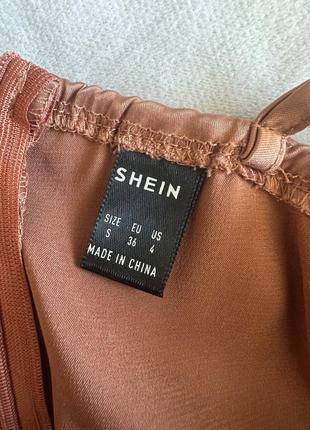 SHEIN
SIZE EU US
S 36 4
MADE IN CHINA